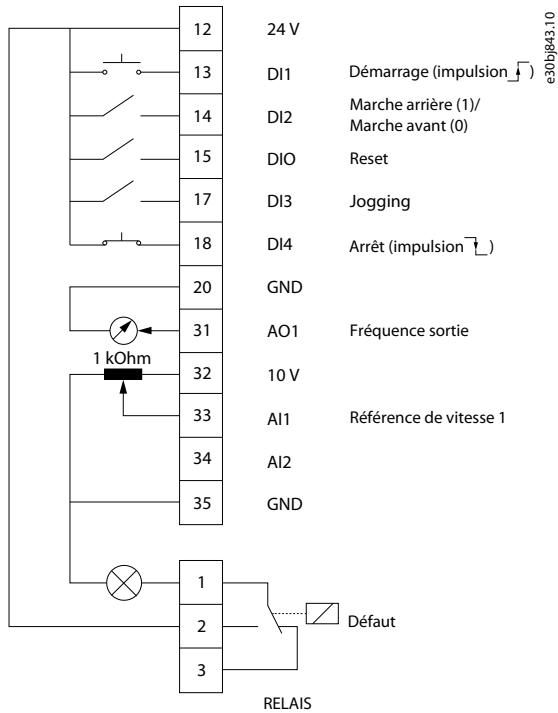 12 24 V
13 DI1 Démarrage (impulsion )
14 DI2 Marche arrière (1)/
Marche avant (0)
15 DIO Reset
17 DI3 Jogging
18 DI4 Arrêt (impulsion )
20 GND
31 AO1 Fréquence sortie
1 kOhm
32 10 V
33 AI1 Référence de vitesse 1
34 AI2
35 GND
1
2 Défaut
3
RELAIS
e30bj843.10